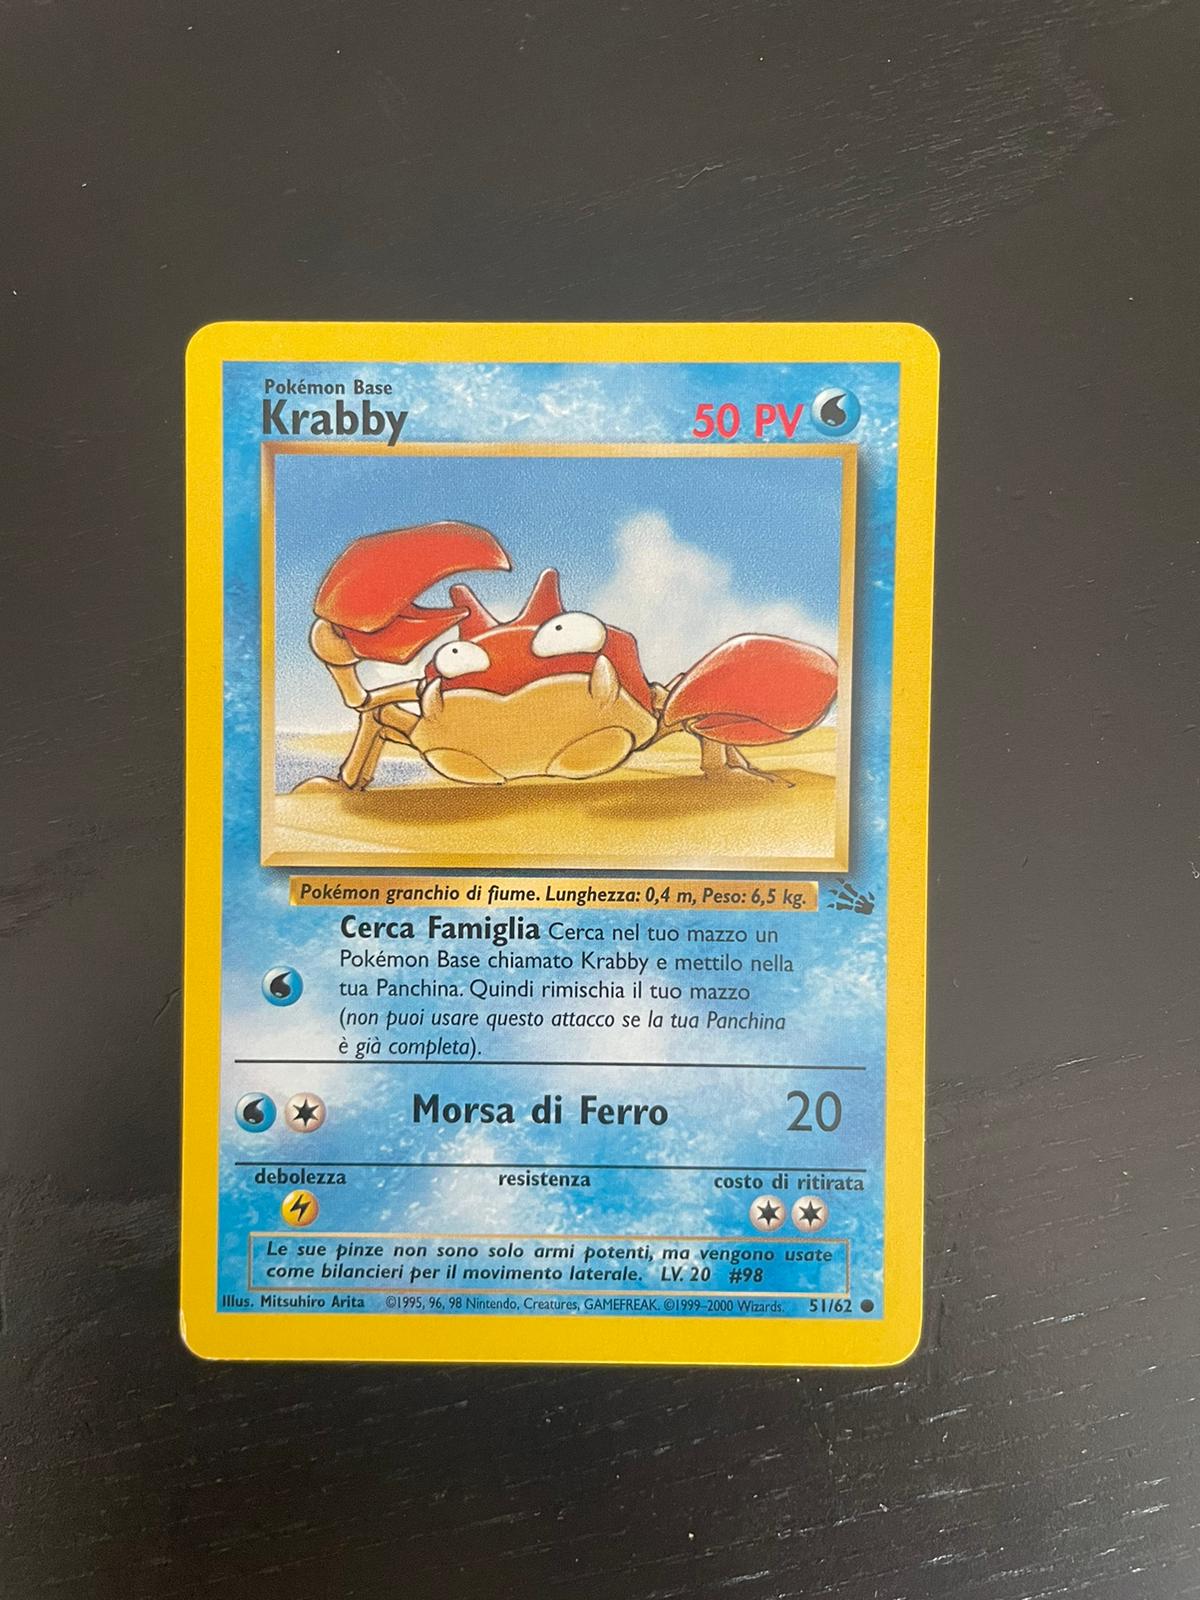 Pokémon Base
Krabby
50 PV
Pokémon granchio di fiume. Lunghezza: 0,4 m, Peso: 6,5 kg.
Cerca Famiglia Cerca nel tuo mazzo un
Pokémon Base chiamato Krabby e mettilo nella
tua Panchina. Quindi rimischia il tuo mazzo
(non puoi usare questo attacco se la tua Panchina
è già completa).
Morsa di Ferro 20
debolezza resistenza costo di ritirata
Le sue pinze non sono solo armi potenti, ma vengono usate
come bilancieri per il movimento laterale. LV. 20 #98
Illus. Mitsuhiro Arita ©1995, 96, 98 Nintendo, Creatures, GAMEFREAK. ©1999–2000 Wizards. 51/62